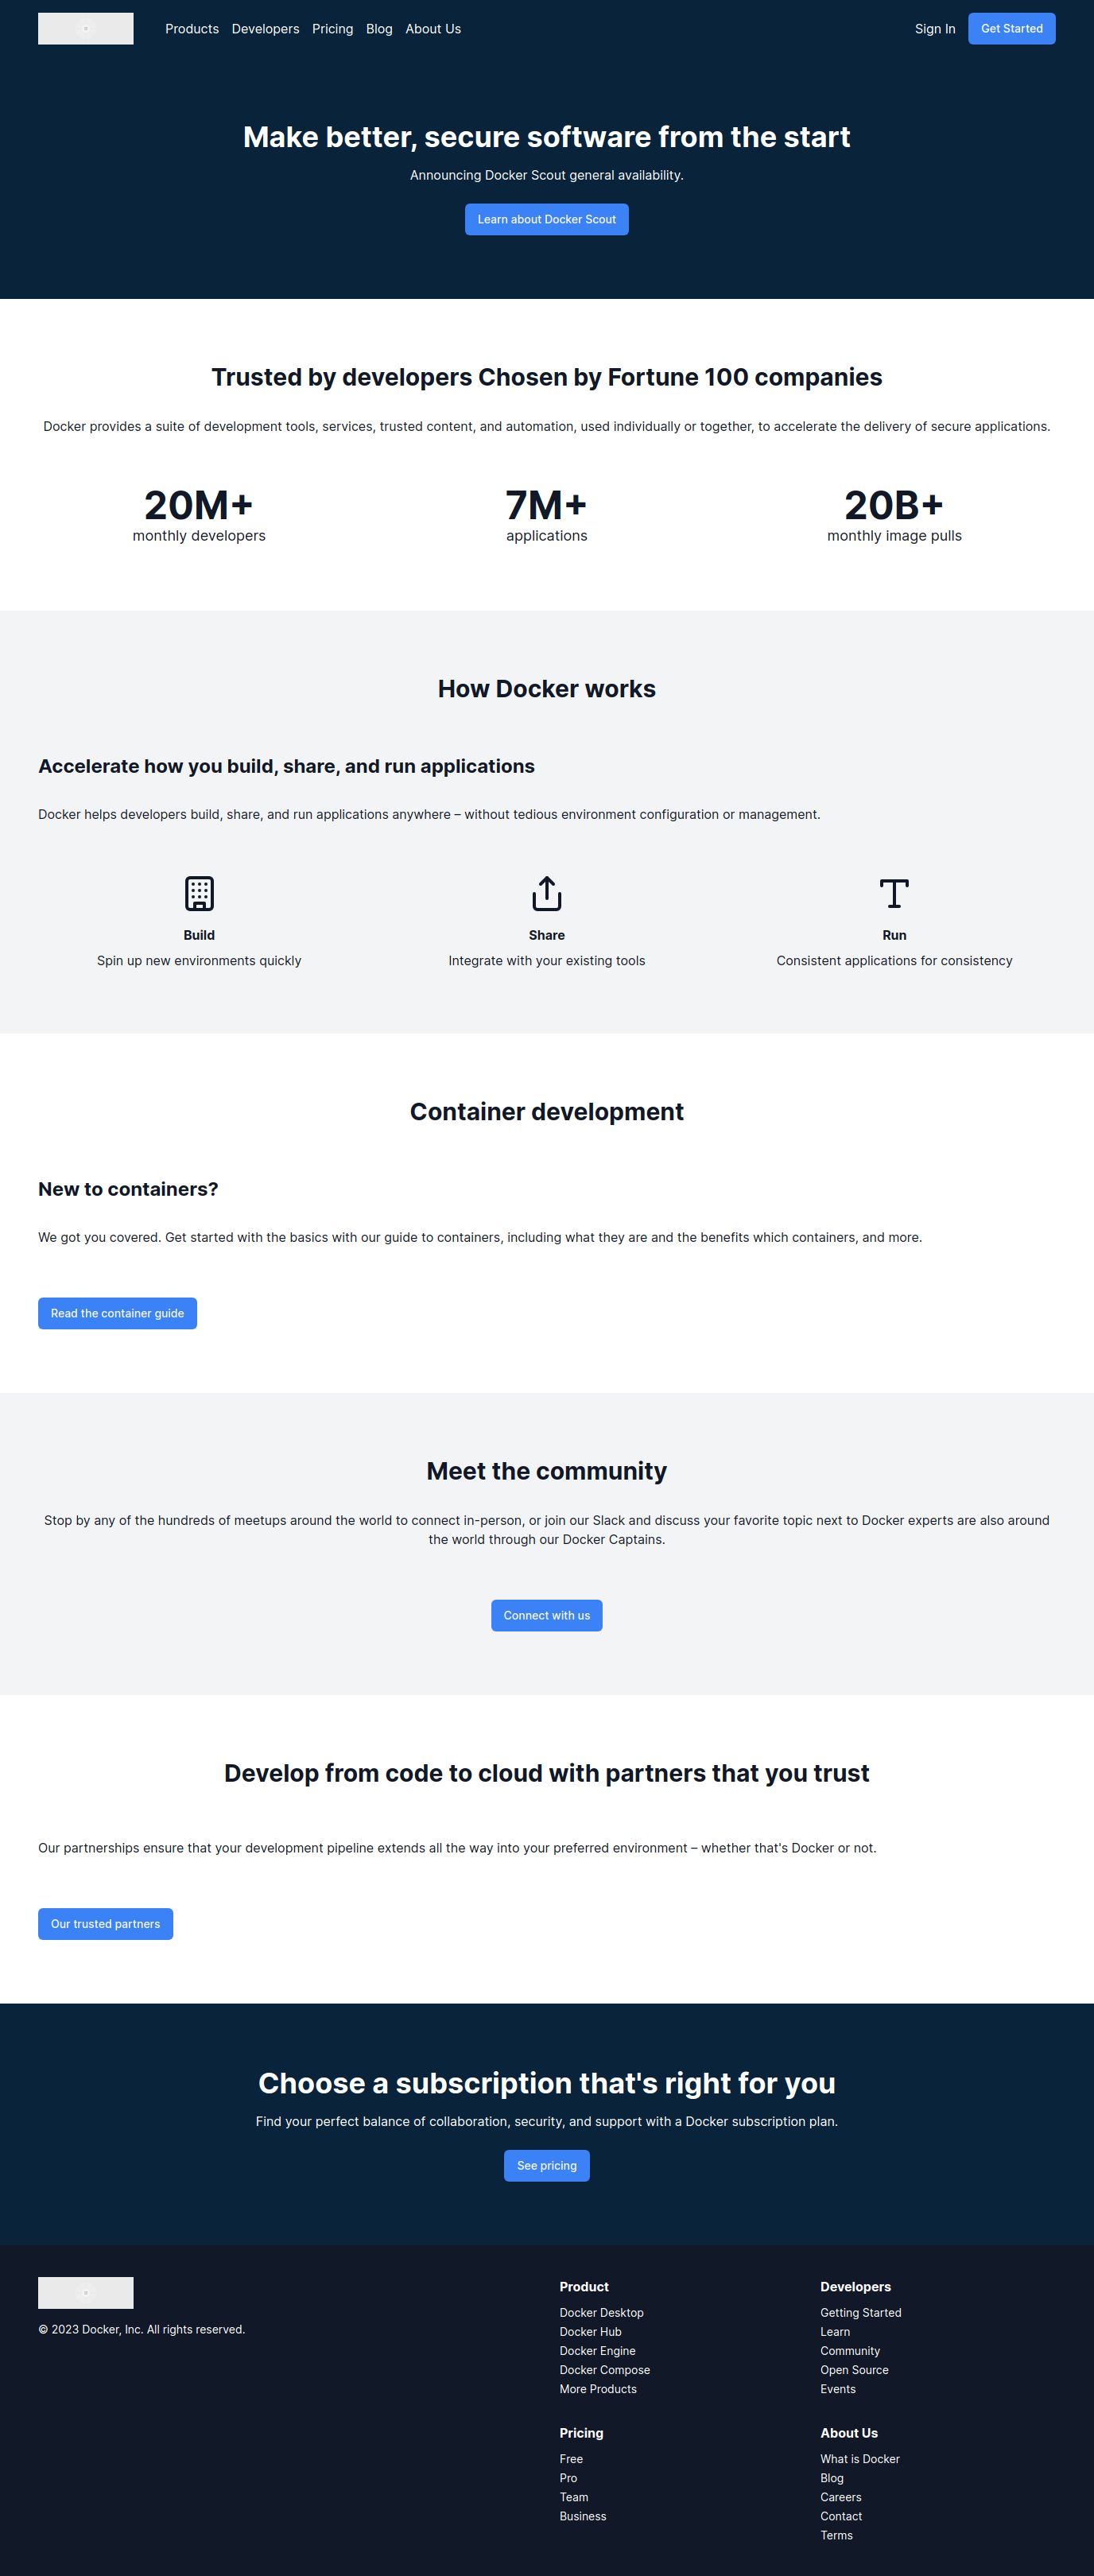 Products Developers Pricing Blog About Us Sign In Get Started
Make better, secure software from the start
Announcing Docker Scout general availability.
Learn about Docker Scout
Trusted by developers Chosen by Fortune 100 companies
Docker provides a suite of development tools, services, trusted content, and automation, used individually or together, to accelerate the delivery of secure applications.
20M+ 7M+ 20B+
monthly developers applications monthly image pulls
How Docker works
Accelerate how you build, share, and run applications
Docker helps developers build, share, and run applications anywhere – without tedious environment configuration or management.
Build Share Run
Spin up new environments quickly Integrate with your existing tools Consistent applications for consistency
Container development
New to containers?
We got you covered. Get started with the basics with our guide to containers, including what they are and the benefits which containers, and more.
Read the container guide
Meet the community
Stop by any of the hundreds of meetups around the world to connect in-person, or join our Slack and discuss your favorite topic next to Docker experts are also around
the world through our Docker Captains.
Connect with us
Develop from code to cloud with partners that you trust
Our partnerships ensure that your development pipeline extends all the way into your preferred environment – whether that's Docker or not.
Our trusted partners
Choose a subscription that's right for you
Find your perfect balance of collaboration, security, and support with a Docker subscription plan.
See pricing
© 2023 Docker, Inc. All rights reserved.
Product
Docker Desktop
Docker Hub
Docker Engine
Docker Compose
More Products
Developers
Getting Started
Learn
Community
Open Source
Events
Pricing
Free
Pro
Team
Business
About Us
What is Docker
Blog
Careers
Contact
Terms